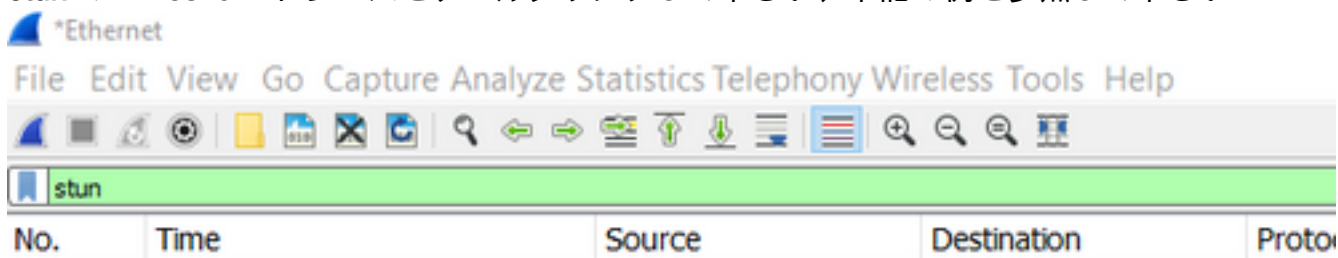 *Ethernet
File Edit View Go Capture Analyze Statistics Telephony Wireless Tools Help
stun
No. Time Source Destination